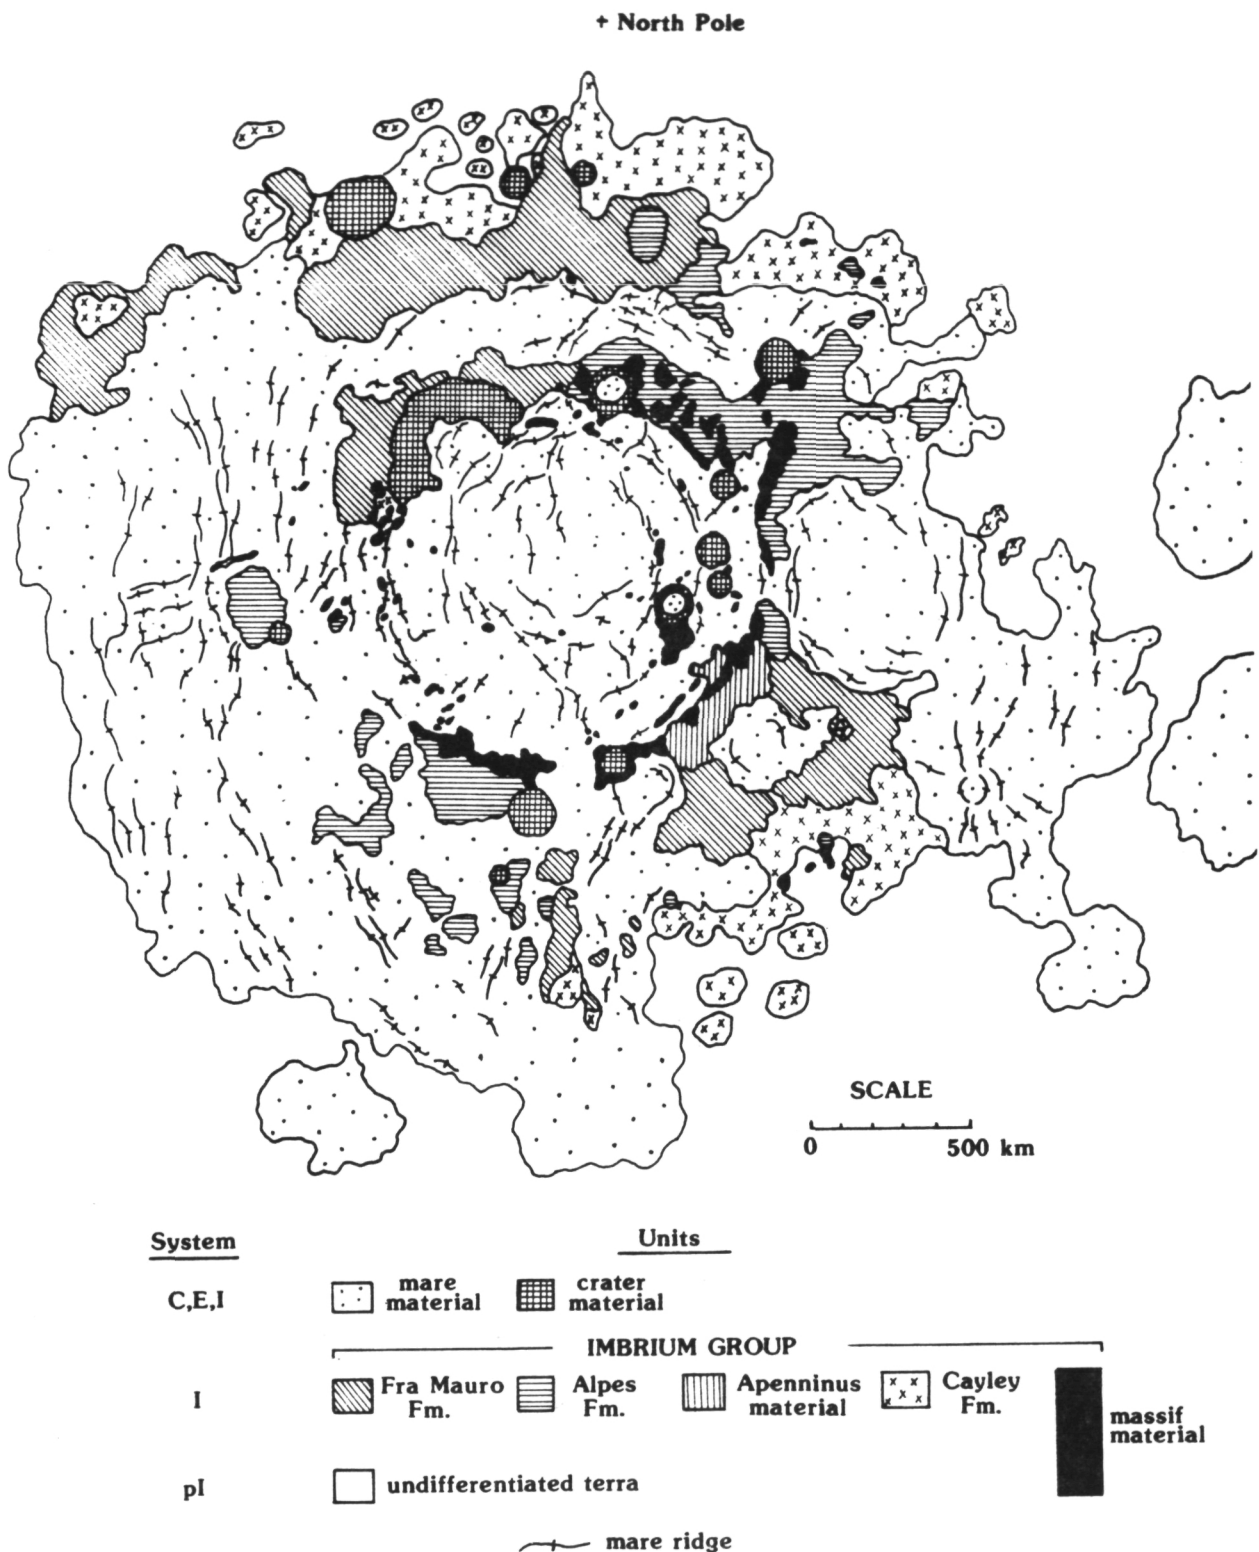 + North Pole
SCALE
0 500 km
System Units
C,E,I mare material crater material
IMBRIUM GROUP
I Fra Mauro Fm. Alpes Fm. Apenninus material Cayley Fm. massif material
pI undifferentiated terra
mare ridge